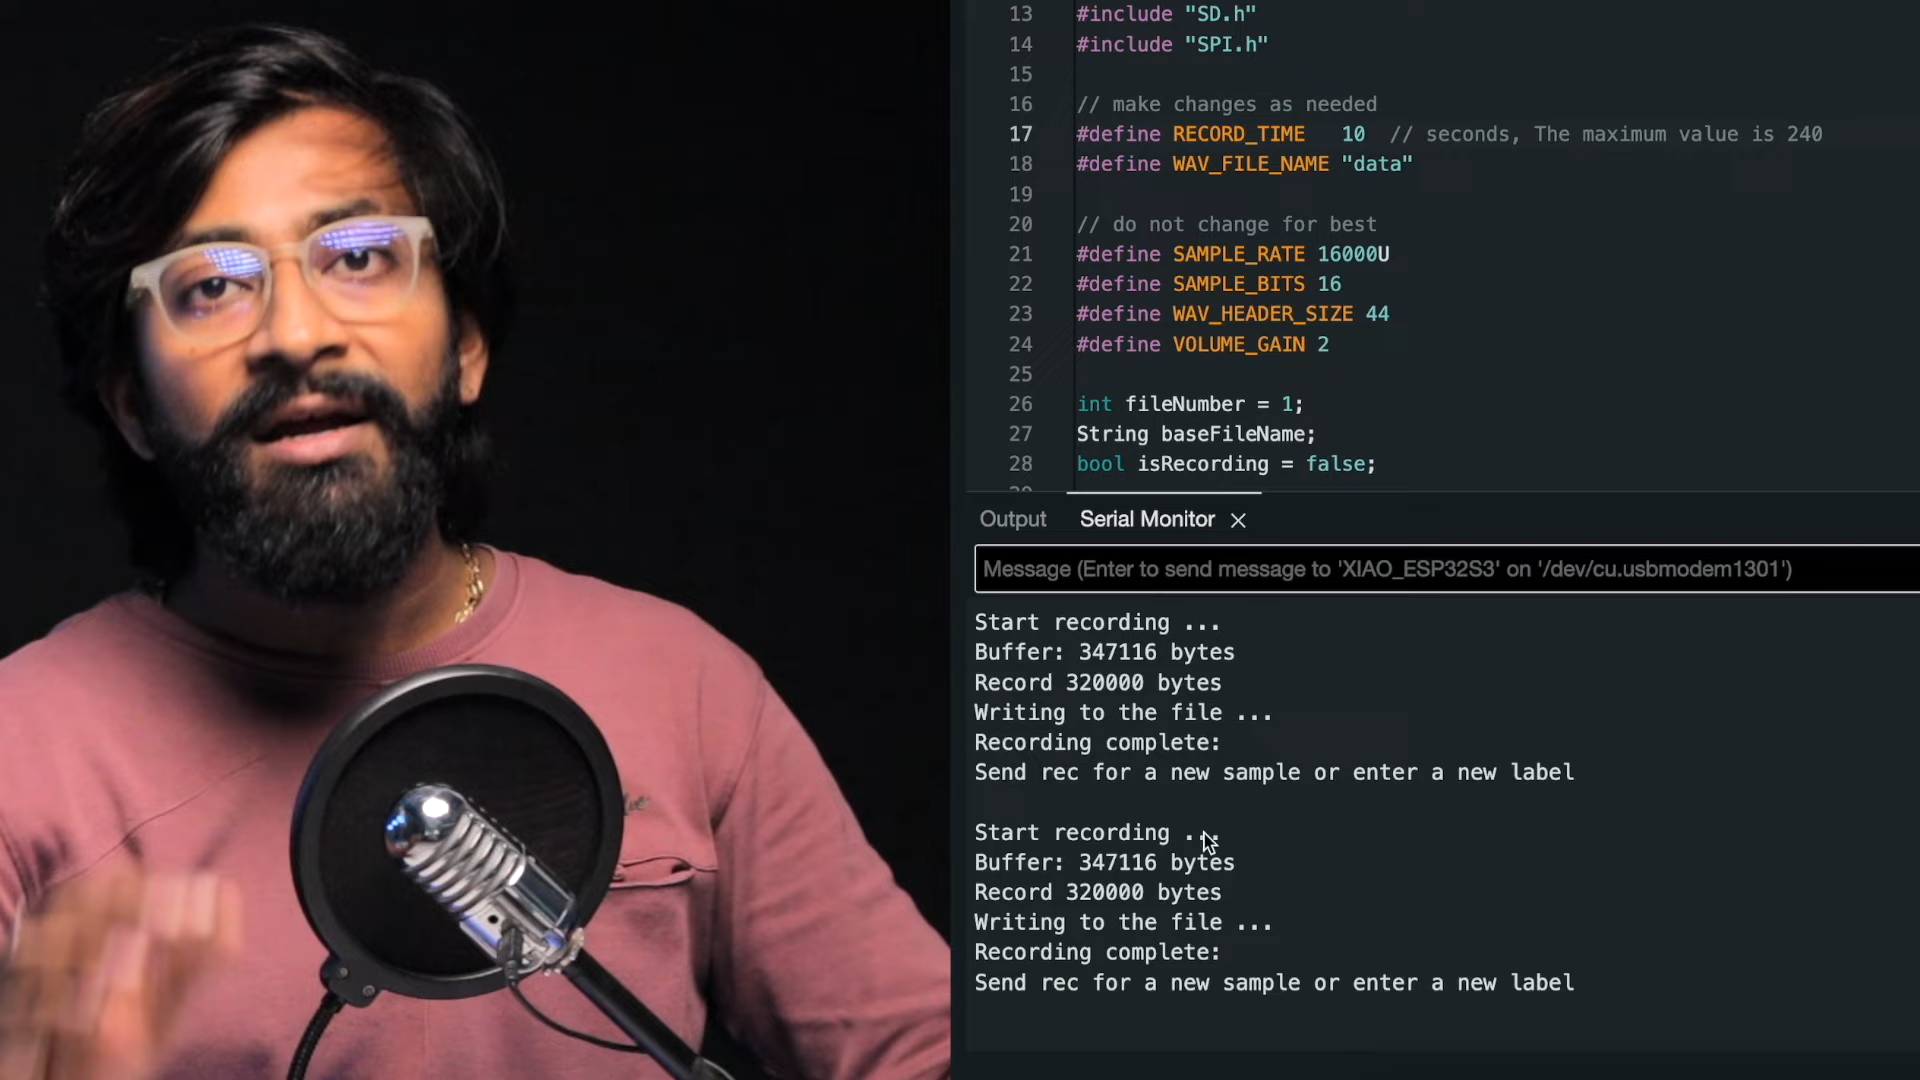 13 #include "SD.h"
14 #include "SPI.h"
15
16 // make changes as needed
17 #define RECORD_TIME 10 // seconds, The maximum value is 240
18 #define WAV_FILE_NAME "data"
19
20 // do not change for best
21 #define SAMPLE_RATE 16000U
22 #define SAMPLE_BITS 16
23 #define WAV_HEADER_SIZE 44
24 #define VOLUME_GAIN 2
25
26 int fileNumber = 1;
27 String baseFileName;
28 bool isRecording = false;
Output Serial Monitor
Message (Enter to send message to 'XIAO_ESP32S3' on '/dev/cu.usbmodem1301')
Start recording ...
Buffer: 347116 bytes
Record 320000 bytes
Writing to the file ...
Recording complete:
Send rec for a new sample or enter a new label
Start recording ...
Buffer: 347116 bytes
Record 320000 bytes
Writing to the file ...
Recording complete:
Send rec for a new sample or enter a new label